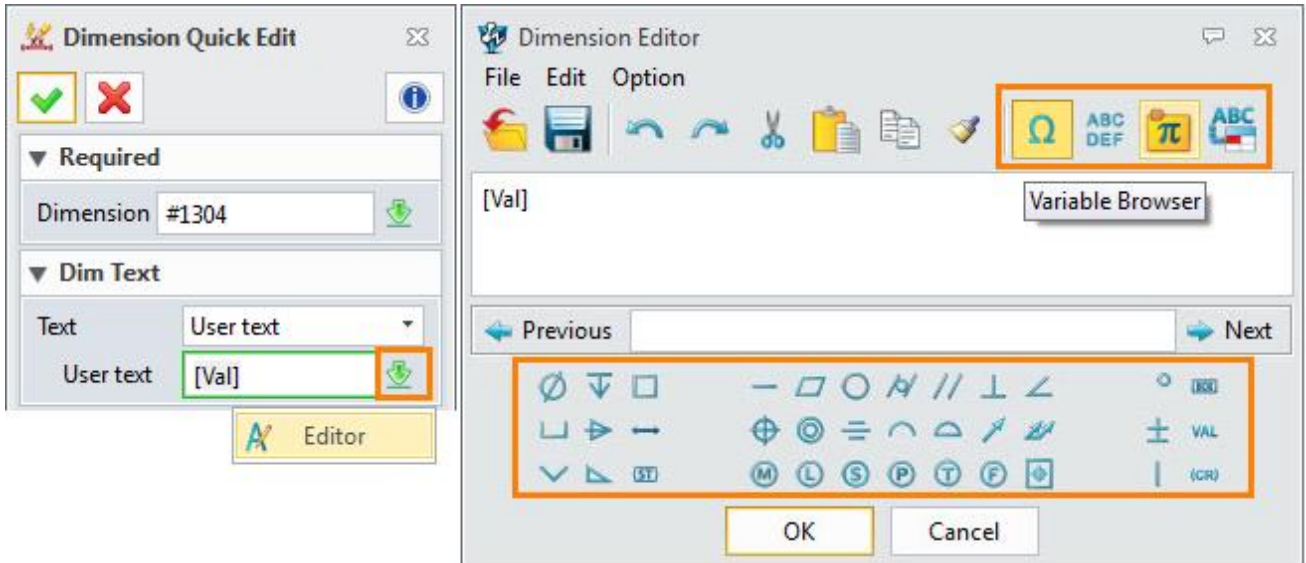 Dimension Quick Edit
Required
Dimension #1304
Dim Text
Text User text
User text [Val]
Editor
Dimension Editor
File Edit Option
Ω ABC DEF π ABC
[Val]
Variable Browser
Previous Next
ST
M L S P T F
VAL
(CR)
OK Cancel